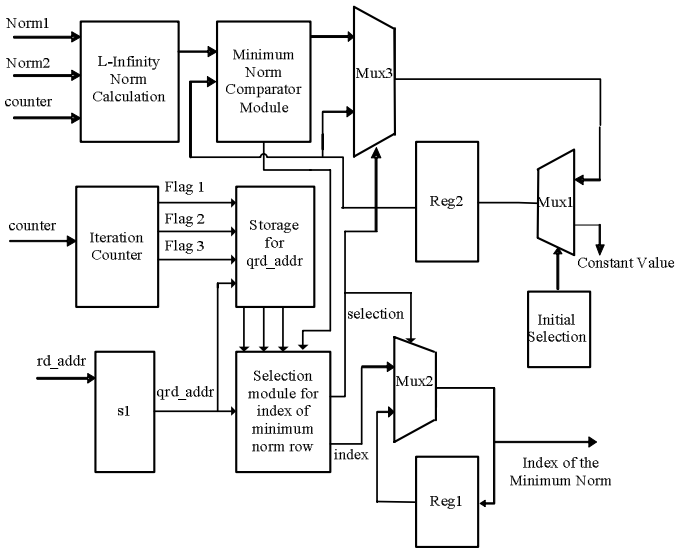 Norm1
Norm2
counter
L-Infinity
Norm
Calculation
Minimum
Norm
Comparator
Module
Mux3
Reg2
Mux1
Constant Value
Initial
Selection
counter
Iteration
Counter
Flag 1
Flag 2
Flag 3
Storage
for
qrd_addr
selection
rd_addr
s1
qrd_addr
Selection
module for
index of
minimum
norm row
index
Mux2
Reg1
Index of the
Minimum Norm